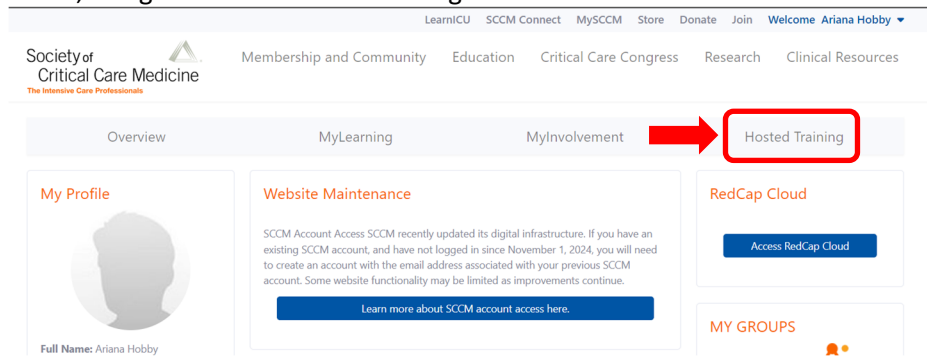 LearnICU SCCM Connect MySCCM Store Donate Join Welcome Ariana Hobby
Society of
Critical Care Medicine
The Intensive Care Professionals
Membership and Community Education Critical Care Congress Research Clinical Resources
Overview MyLearning MyInvolvement Hosted Training
My Profile
Full Name: Ariana Hobby
Website Maintenance
SCCM Account Access SCCM recently updated its digital infrastructure. If you have an
existing SCCM account, and have not logged in since November 1, 2024, you will need
to create an account with the email address associated with your previous SCCM
account. Some website functionality may be limited as improvements continue.
Learn more about SCCM account access here.
RedCap Cloud
Access RedCap Cloud
MY GROUPS